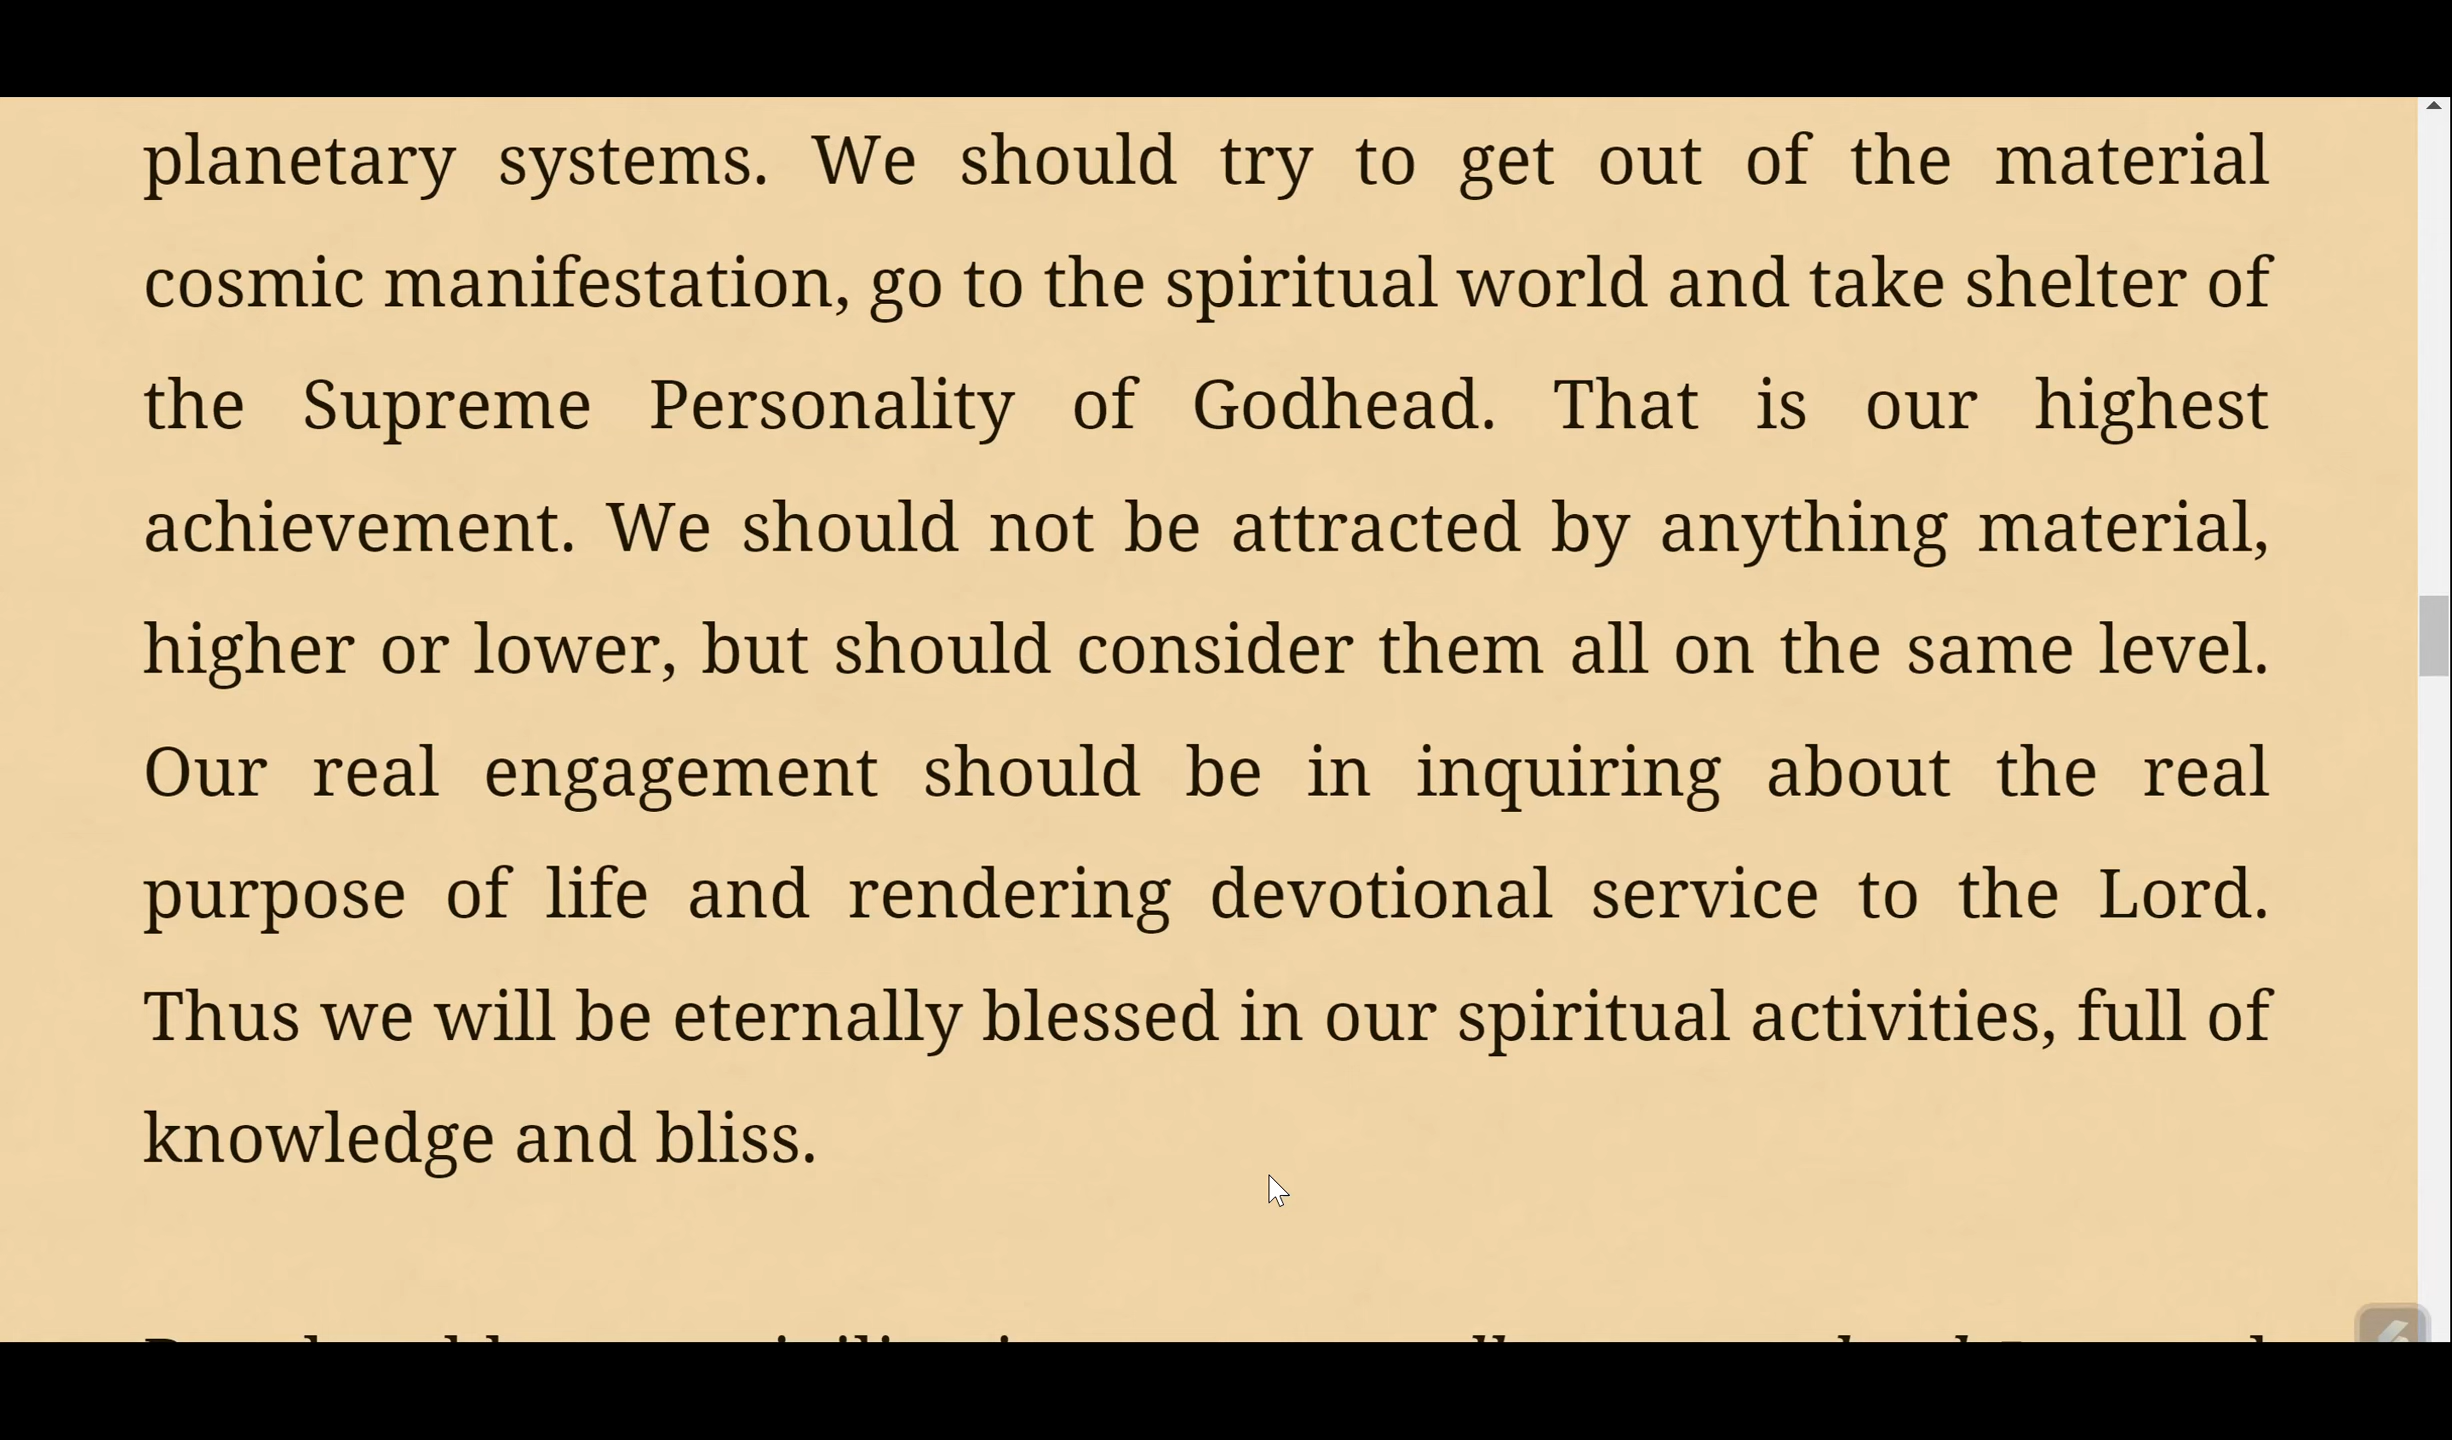 planetary systems. We should try to get out of the material
cosmic manifestation, go to the spiritual world and take shelter of
the Supreme Personality of Godhead. That is our highest
achievement. We should not be attracted by anything material,
higher or lower, but should consider them all on the same level.
Our real engagement should be in inquiring about the real
purpose of life and rendering devotional service to the Lord.
Thus we will be eternally blessed in our spiritual activities, full of
knowledge and bliss.